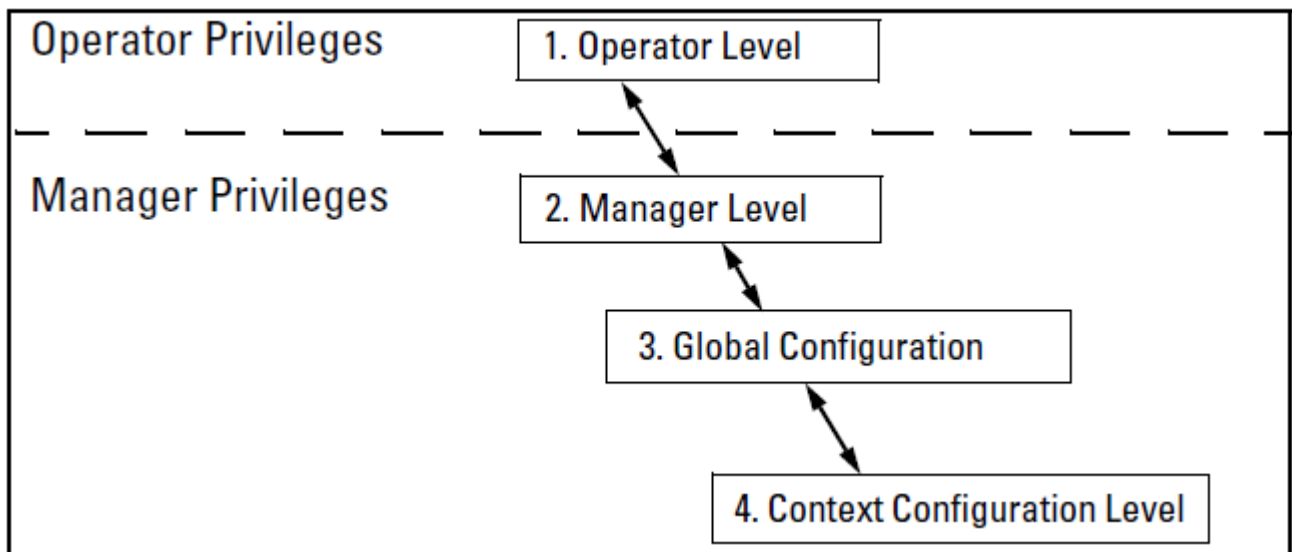 Operator Privileges
1. Operator Level
Manager Privileges
2. Manager Level
3. Global Configuration
4. Context Configuration Level